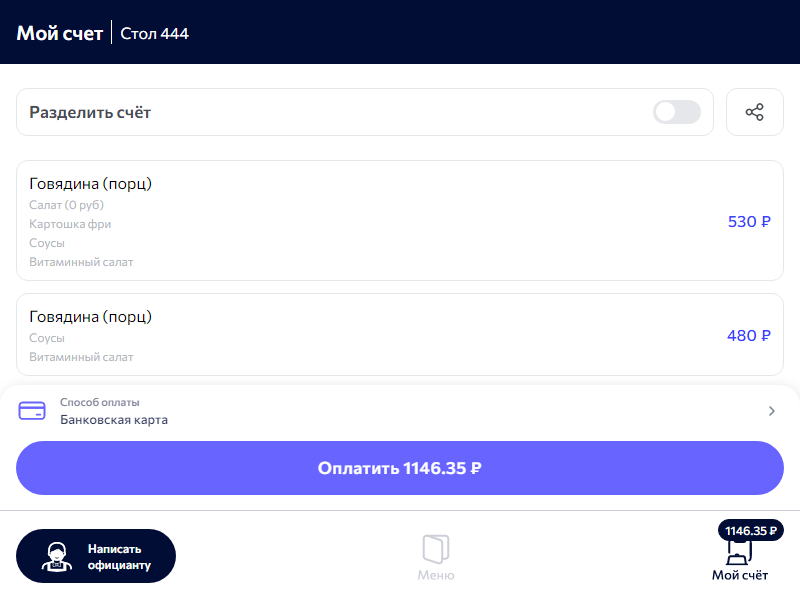 Мой счет
Стол 444
Разделить счёт
Говядина (порц)
Салат (0 руб)
Картошка фри
Соусы
Витаминный салат
530 ₽
Говядина (порц)
Соусы
Витаминный салат
480 ₽
Способ оплаты
Банковская карта
Оплатить 1146.35 ₽
Написать
официанту
Меню
1146.35 ₽
Мой счёт